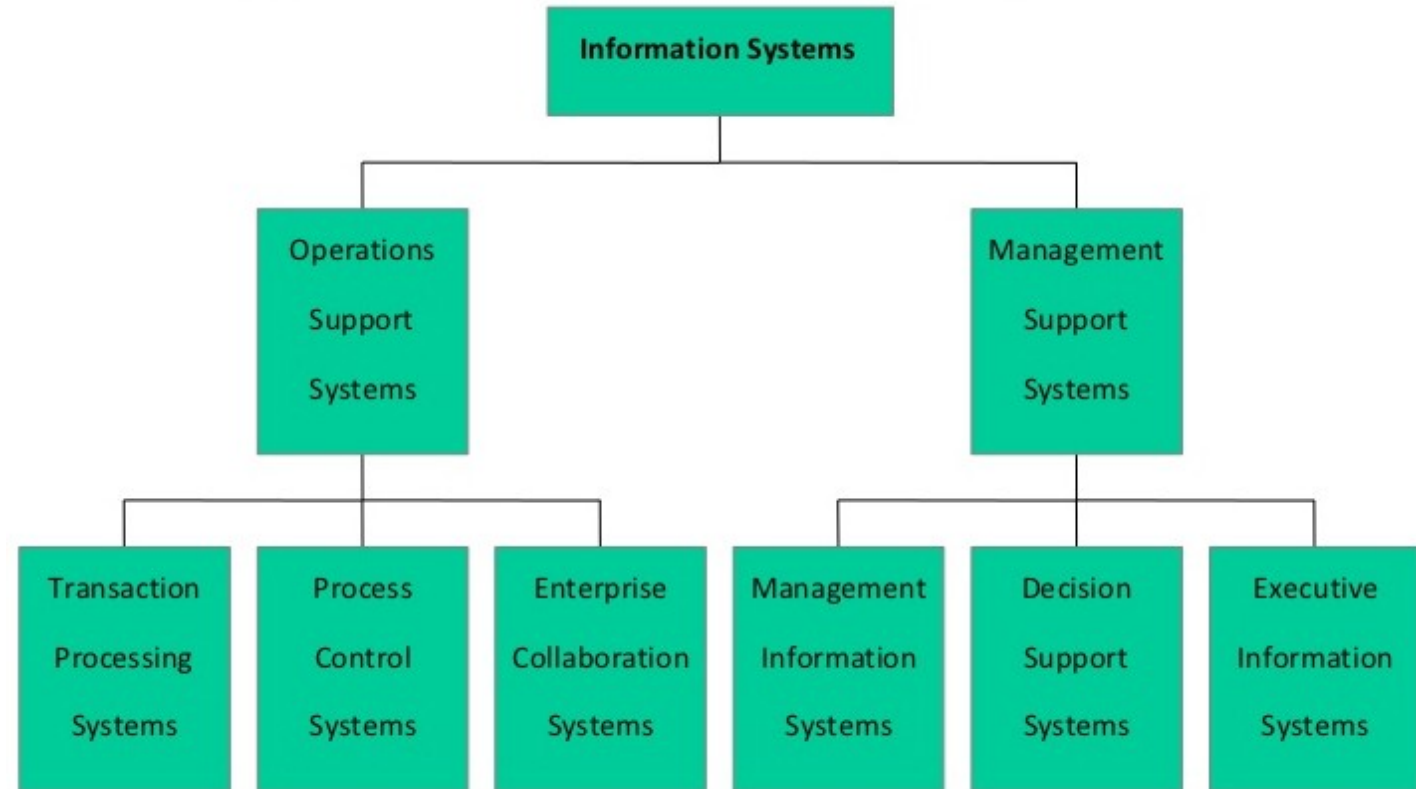 Information Systems
Operations
Support
Systems
Management
Support
Systems
Transaction
Processing
Systems
Process
Control
Systems
Enterprise
Collaboration
Systems
Management
Information
Systems
Decision
Support
Systems
Executive
Information
Systems